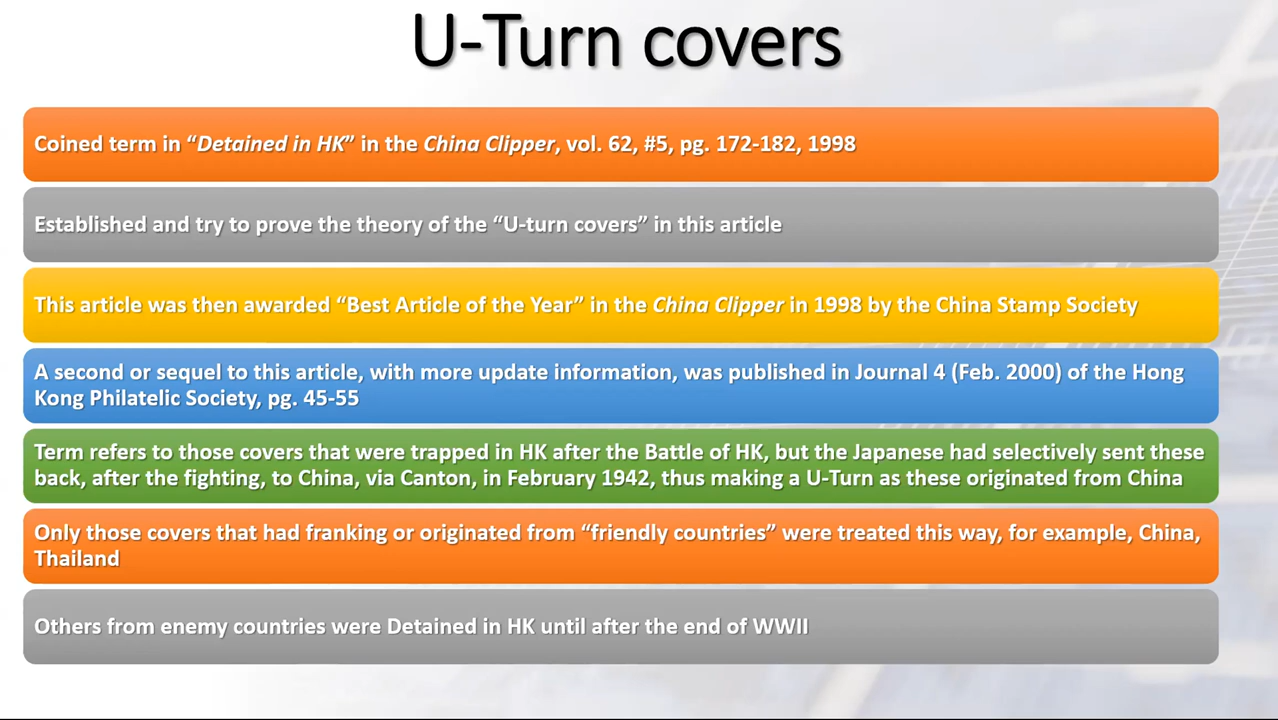 U-Turn covers
Coined term in “Detained in HK” in the China Clipper, vol. 62, #5, pg. 172-182, 1998
Established and try to prove the theory of the “U-turn covers” in this article
This article was then awarded “Best Article of the Year” in the China Clipper in 1998 by the China Stamp Society
A second or sequel to this article, with more update information, was published in Journal 4 (Feb. 2000) of the Hong
Kong Philatelic Society, pg. 45-55
Term refers to those covers that were trapped in HK after the Battle of HK, but the Japanese had selectively sent these
back, after the fighting, to China, via Canton, in February 1942, thus making a U-Turn as these originated from China
Only those covers that had franking or originated from “friendly countries” were treated this way, for example, China,
Thailand
Others from enemy countries were Detained in HK until after the end of WWII